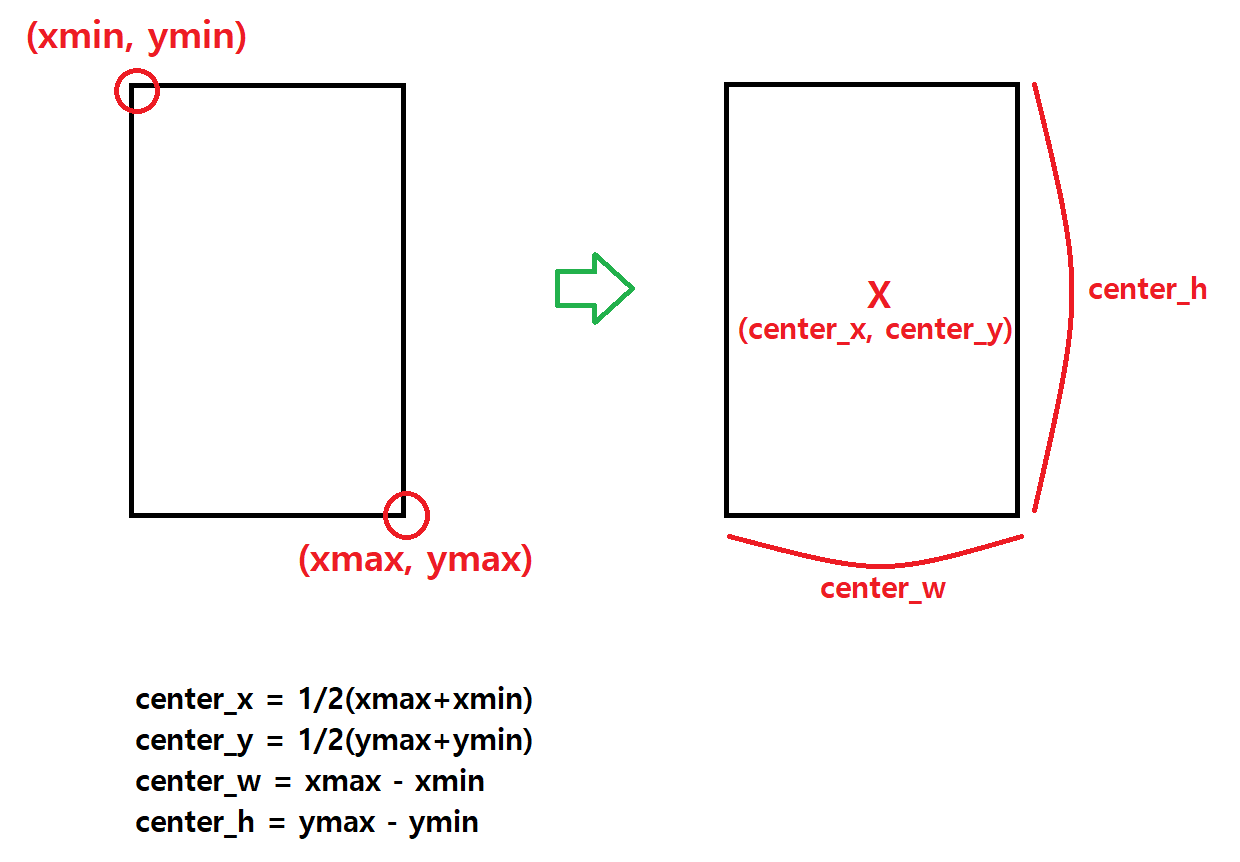 (xmin, ymin)
X
(center_x, center_y)
center_h
(xmax, ymax)
center_w
center_x = 1/2(xmax+xmin)
center_y = 1/2(ymax+ymin)
center_w = xmax - xmin
center_h = ymax - ymin